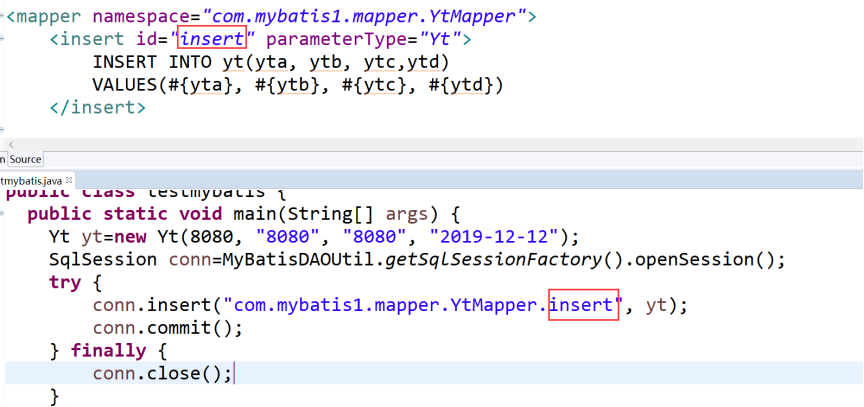 <mapper namespace="com.mybatis1.mapper.YtMapper">
<insert id="insert" parameterType="Yt">
INSERT INTO yt(yta, ytb, ytc,ytd)
VALUES(#{yta}, #{ytb}, #{ytc}, #{ytd})
</insert>
n Source
tmybatis.java
public class testmybatis {
public static void main(String[] args) {
Yt yt=new Yt(8080, "8080", "8080", "2019-12-12");
SqlSession conn=MyBatisDAOUtil.getSqlSessionFactory().openSession();
try {
conn.insert("com.mybatis1.mapper.YtMapper.insert", yt);
conn.commit();
} finally {
conn.close();
}